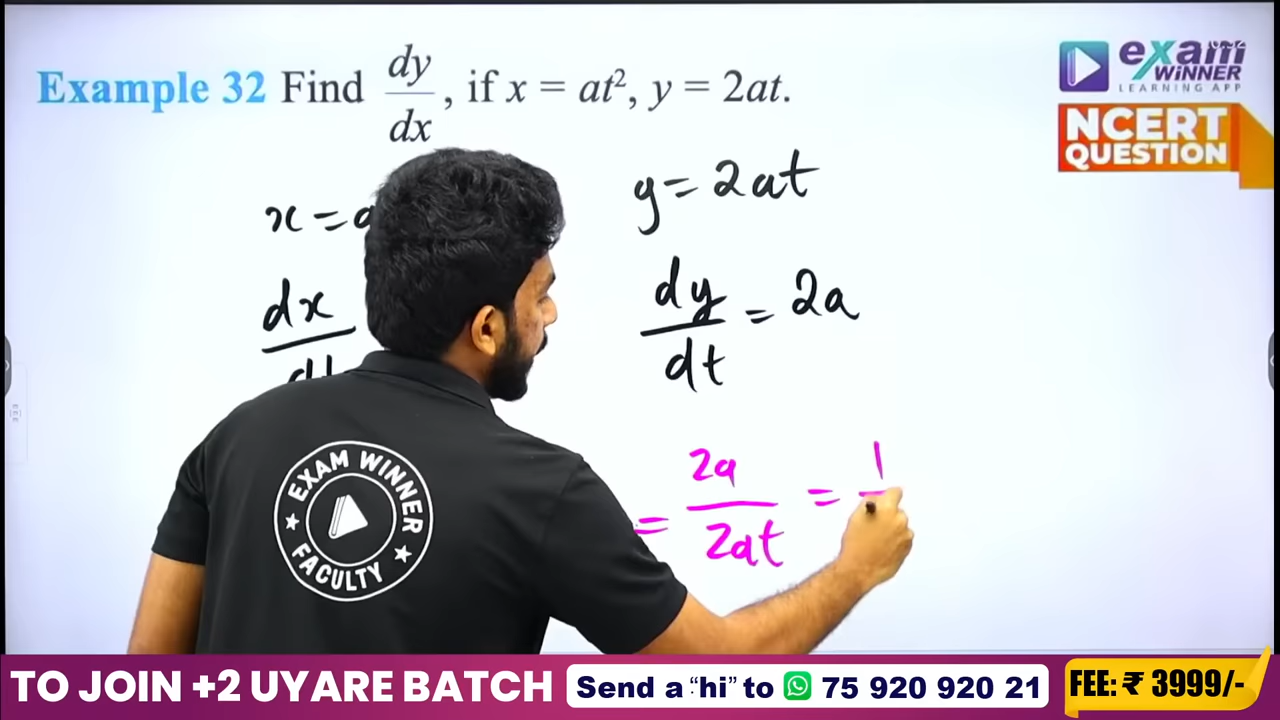 Example 32 Find dy/dx, if x = at², y = 2at.
exam
WiNNER
LEARNING APP
NCERT
QUESTION
x =
y = 2at
dx
dy/dt = 2a
= 2a/2at = 1
EXAM WINNER
FACULTY
TO JOIN +2 UYARE BATCH
Send a “hi” to 75 920 920 21
FEE: ₹ 3999/-